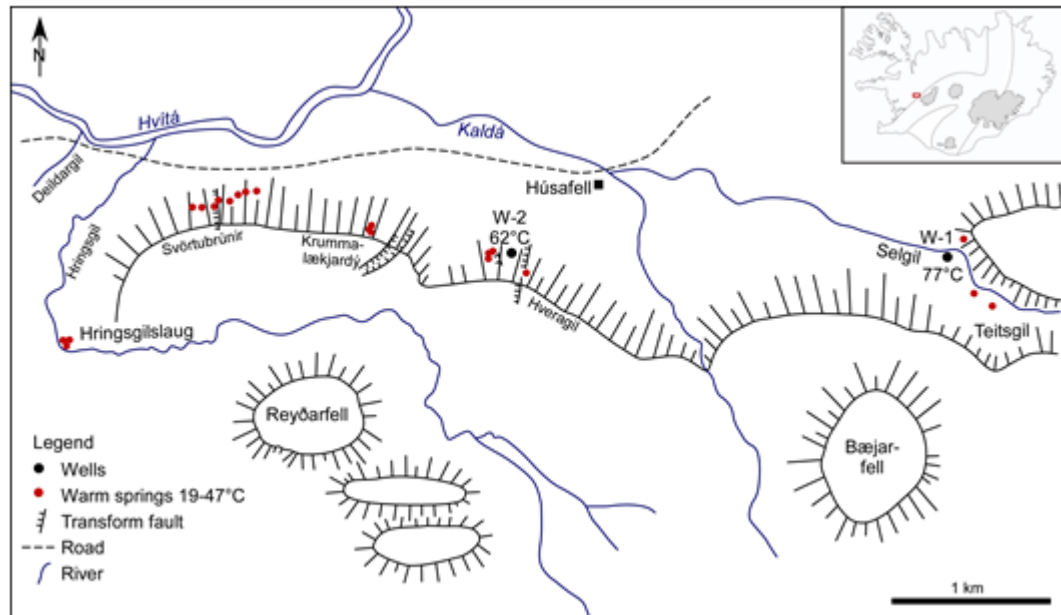 N
Hvítá
Kaldá
Deildargil
Húsafell
W-2
62°C
W-1
Selgil
77°C
Svörtubrúnir
Krumma-
lækjardý
Hringsgil
Hveragil
Teitsgil
Hringsgilslaug
Reyðarfell
Bæjar-
fell
Legend
Wells
Warm springs 19-47°C
Transform fault
Road
River
1 km